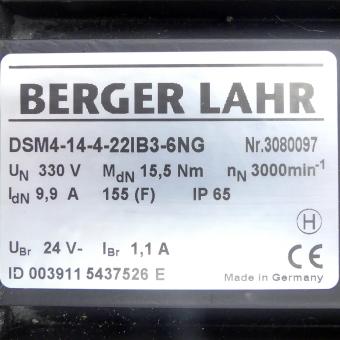 BERGER LAHR
DSM4-14-4-22IB3-6NG Nr.3080097
UN 330 V MdN 15,5 Nm nN 3000min-1
IdN 9,9 A 155 (F) IP 65
H
UBr 24 V- IBr 1,1 A CE
ID 003911 5437526 E Made in Germany